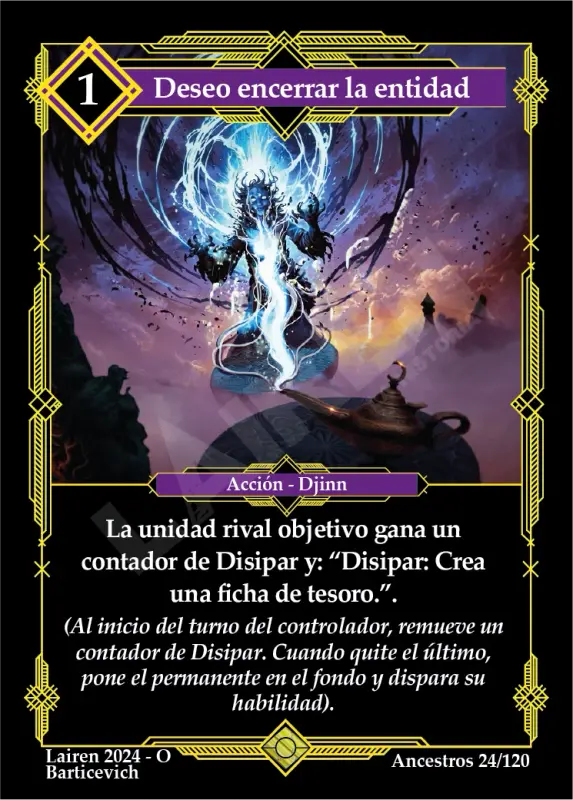 1
Deseo encerrar la entidad
Acción - Djinn
La unidad rival objetivo gana un
contador de Disipar y: “Disipar: Crea
una ficha de tesoro.”.
(Al inicio del turno del controlador, remueve un
contador de Disipar. Cuando quite el último,
pone el permanente en el fondo y dispara su
habilidad).
Lairen 2024 - O
Barticevich
Ancestros 24/120